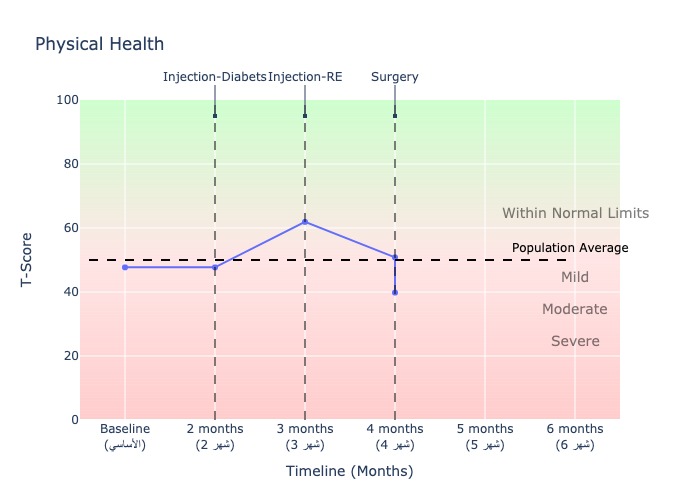 Physical Health
Injection-Diabets Injection-RE Surgery
100
80
60
40
20
0
T-Score
Within Normal Limits
Population Average
Mild
Moderate
Severe
Baseline 2 months 3 months 4 months 5 months 6 months
(الأساسي) (2 شهر) (3 شهر) (4 شهر) (5 شهر) (6 شهر)
Timeline (Months)